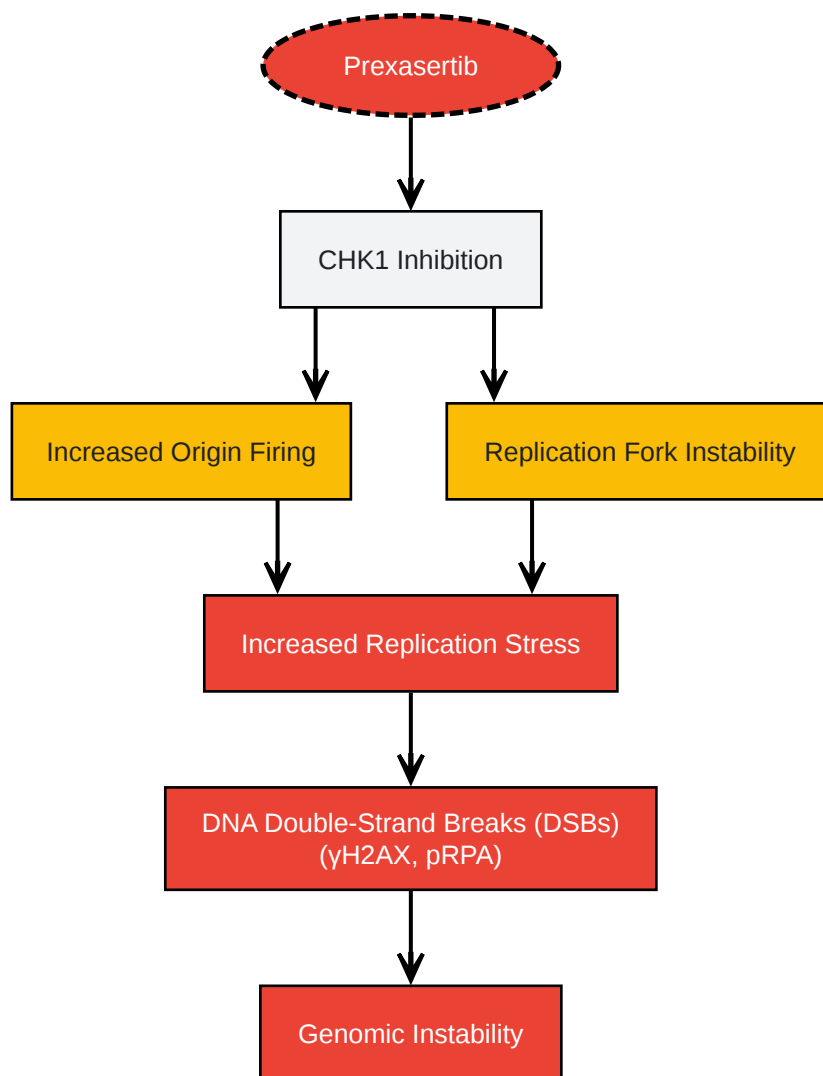 Prexasertib
CHK1 Inhibition
Increased Origin Firing
Replication Fork Instability
Increased Replication Stress
DNA Double-Strand Breaks (DSBs)
(γH2AX, pRPA)
Genomic Instability